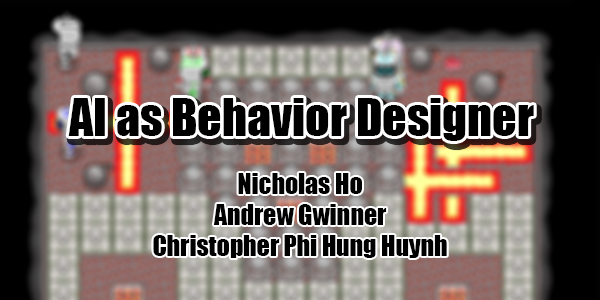 AI as Behavior Designer
Nicholas Ho
Andrew Gwinner
Christopher Phi Hung Huynh